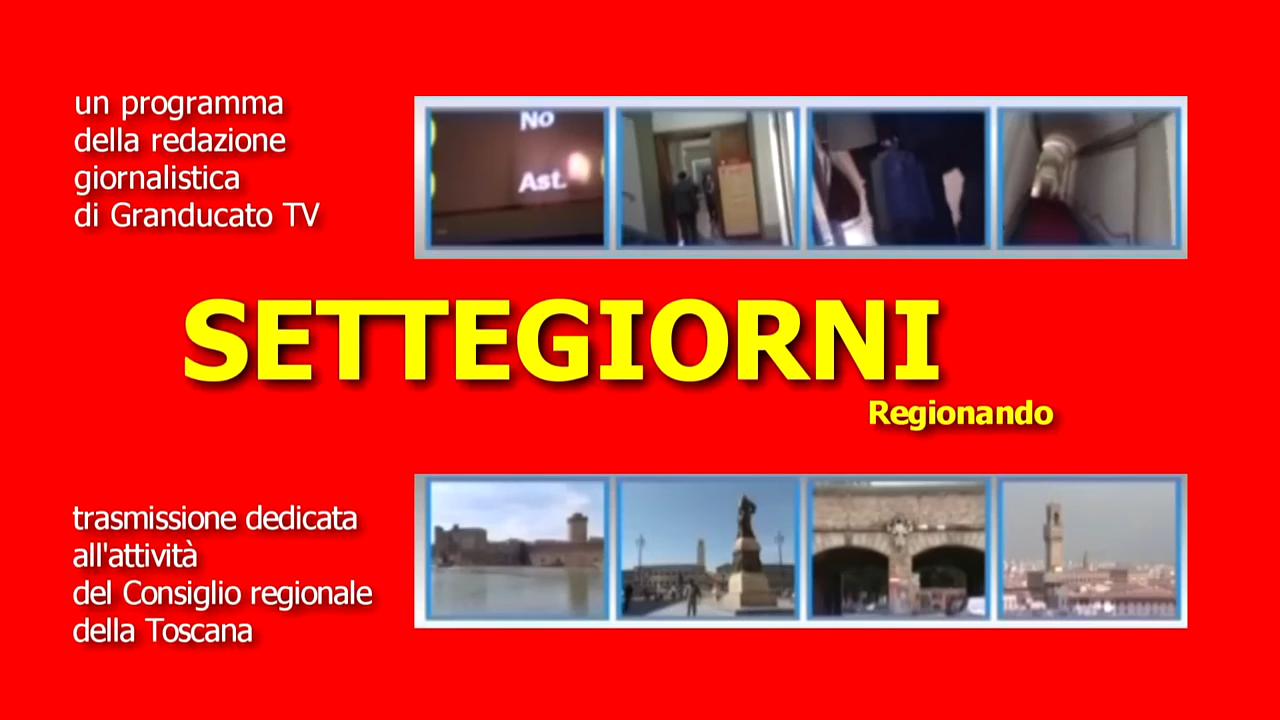 un programma
della redazione
giornalistica
di Granducato TV
No
Ast.
SETTEGIORNI
Regionando
trasmissione dedicata
all'attività
del Consiglio regionale
della Toscana